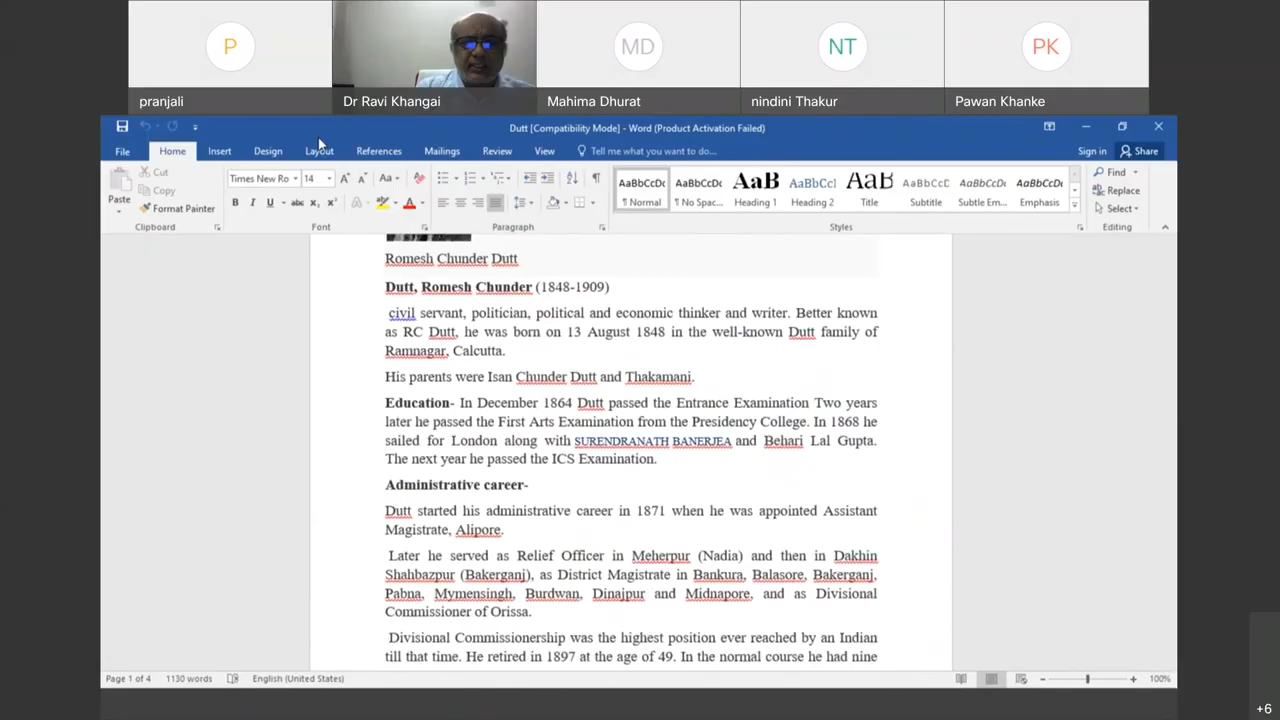 P
MD
NT
PK
pranjali
Dr Ravi Khangai
Mahima Dhurat
nindini Thakur
Pawan Khanke
Dutt [Compatibility Mode] - Word (Product Activation Failed)
File Home Insert Design Layout References Mailings Review View Tell me what you want to do... Sign in Share
Paste
Cut
Copy
Format Painter
Clipboard
Times New Ro 14
Font
Paragraph
AaBbCcDc AaBbCcDc AaB AaBbCcl AaB AaBbCcD AaBbCcDc AaBbCcDc
¶ Normal ¶ No Spac... Heading 1 Heading 2 Title Subtitle Subtle Em... Emphasis
Styles
Find
Replace
Select
Editing
Romesh Chunder Dutt
Dutt, Romesh Chunder (1848-1909)
civil servant, politician, political and economic thinker and writer. Better known
as RC Dutt, he was born on 13 August 1848 in the well-known Dutt family of
Ramnagar, Calcutta.
His parents were Isan Chunder Dutt and Thakamani.
Education- In December 1864 Dutt passed the Entrance Examination Two years
later he passed the First Arts Examination from the Presidency College. In 1868 he
sailed for London along with SURENDRANATH BANERJEA and Behari Lal Gupta.
The next year he passed the ICS Examination.
Administrative career-
Dutt started his administrative career in 1871 when he was appointed Assistant
Magistrate, Alipore.
Later he served as Relief Officer in Meherpur (Nadia) and then in Dakhin
Shahbazpur (Bakerganj), as District Magistrate in Bankura, Balasore, Bakerganj,
Pabna, Mymensingh, Burdwan, Dinajpur and Midnapore, and as Divisional
Commissioner of Orissa.
Divisional Commissionership was the highest position ever reached by an Indian
till that time. He retired in 1897 at the age of 49. In the normal course he had nine
Page 1 of 4 1130 words English (United States) 100%
+6